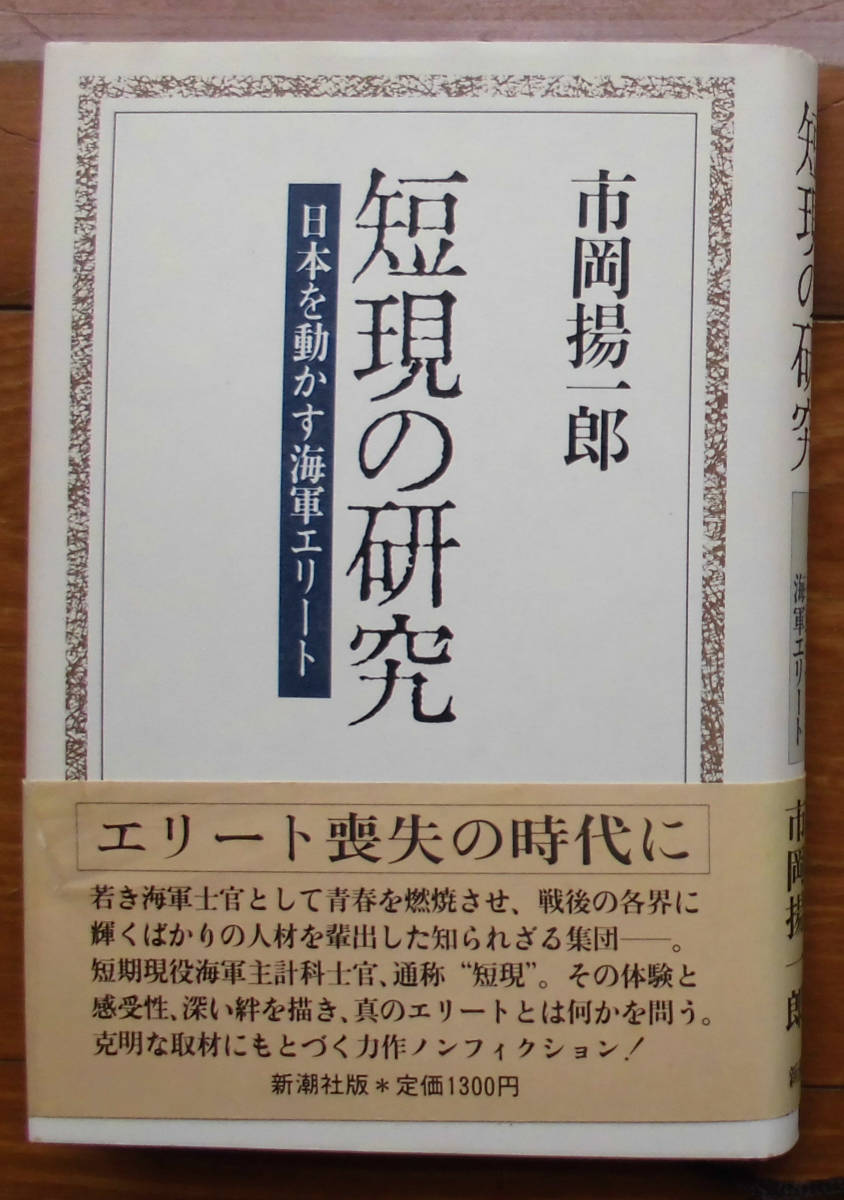 市岡揚一郎
短現の研究
日本を動かす海軍エリート
エリート喪失の時代に
若き海軍士官として青春を燃焼させ、戦後の各界に
輝くばかりの人材を輩出した知られざる集団――。
短期現役海軍主計科士官、通称“短現”。その体験と
感受性、深い絆を描き、真のエリートとは何かを問う。
克明な取材にもとづく力作ノンフィクション!
新潮社版*定価1300円
短現の研究
海軍エリート
市岡揚一郎